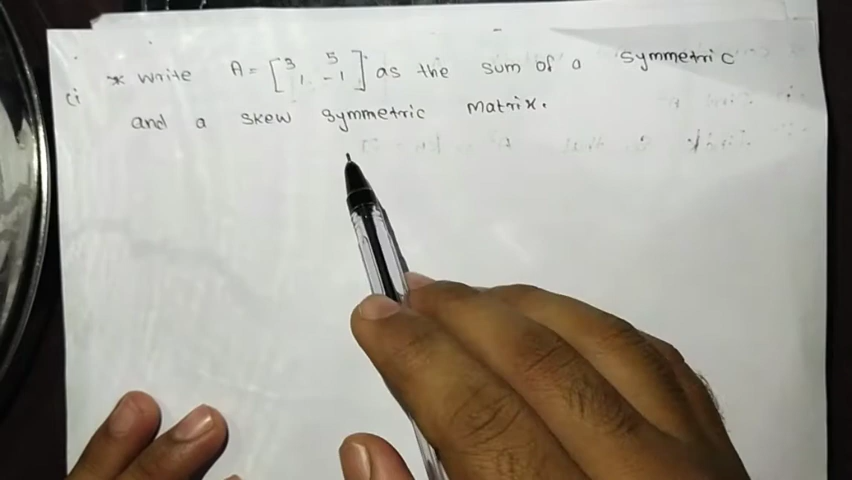 (i * Write A = [3 5 1 -1] as the sum of a symmetric
and a skew symmetric matrix.